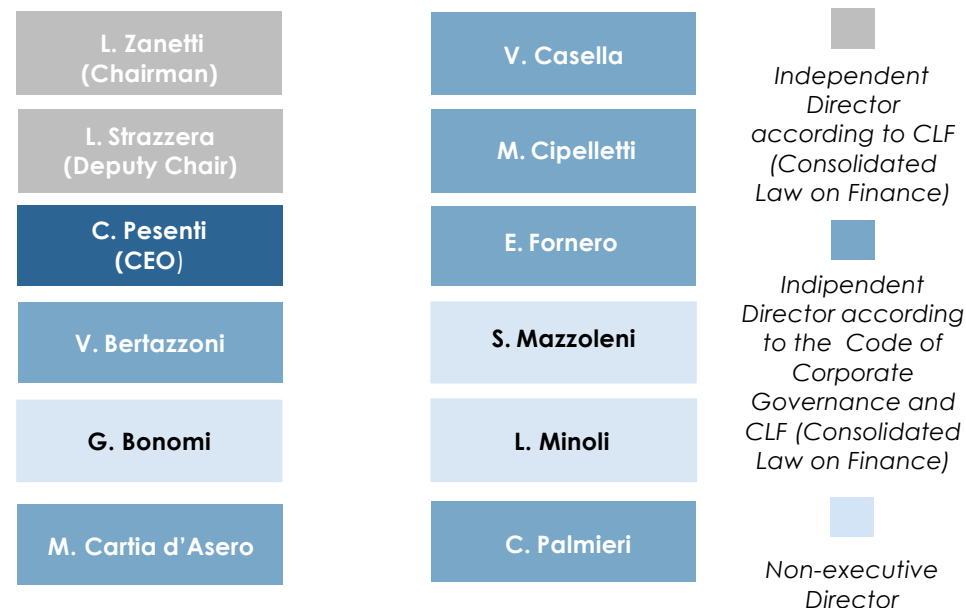 L. Zanetti
(Chairman)
L. Strazzera
(Deputy Chair)
C. Pesenti
(CEO)
V. Bertazzoni
G. Bonomi
M. Cartia d’Asero
V. Casella
M. Cipelletti
E. Fornero
S. Mazzoleni
L. Minoli
C. Palmieri
Independent
Director
according to CLF
(Consolidated
Law on Finance)
Indipendent
Director according
to the Code of
Corporate
Governance and
CLF (Consolidated
Law on Finance)
Non-executive
Director